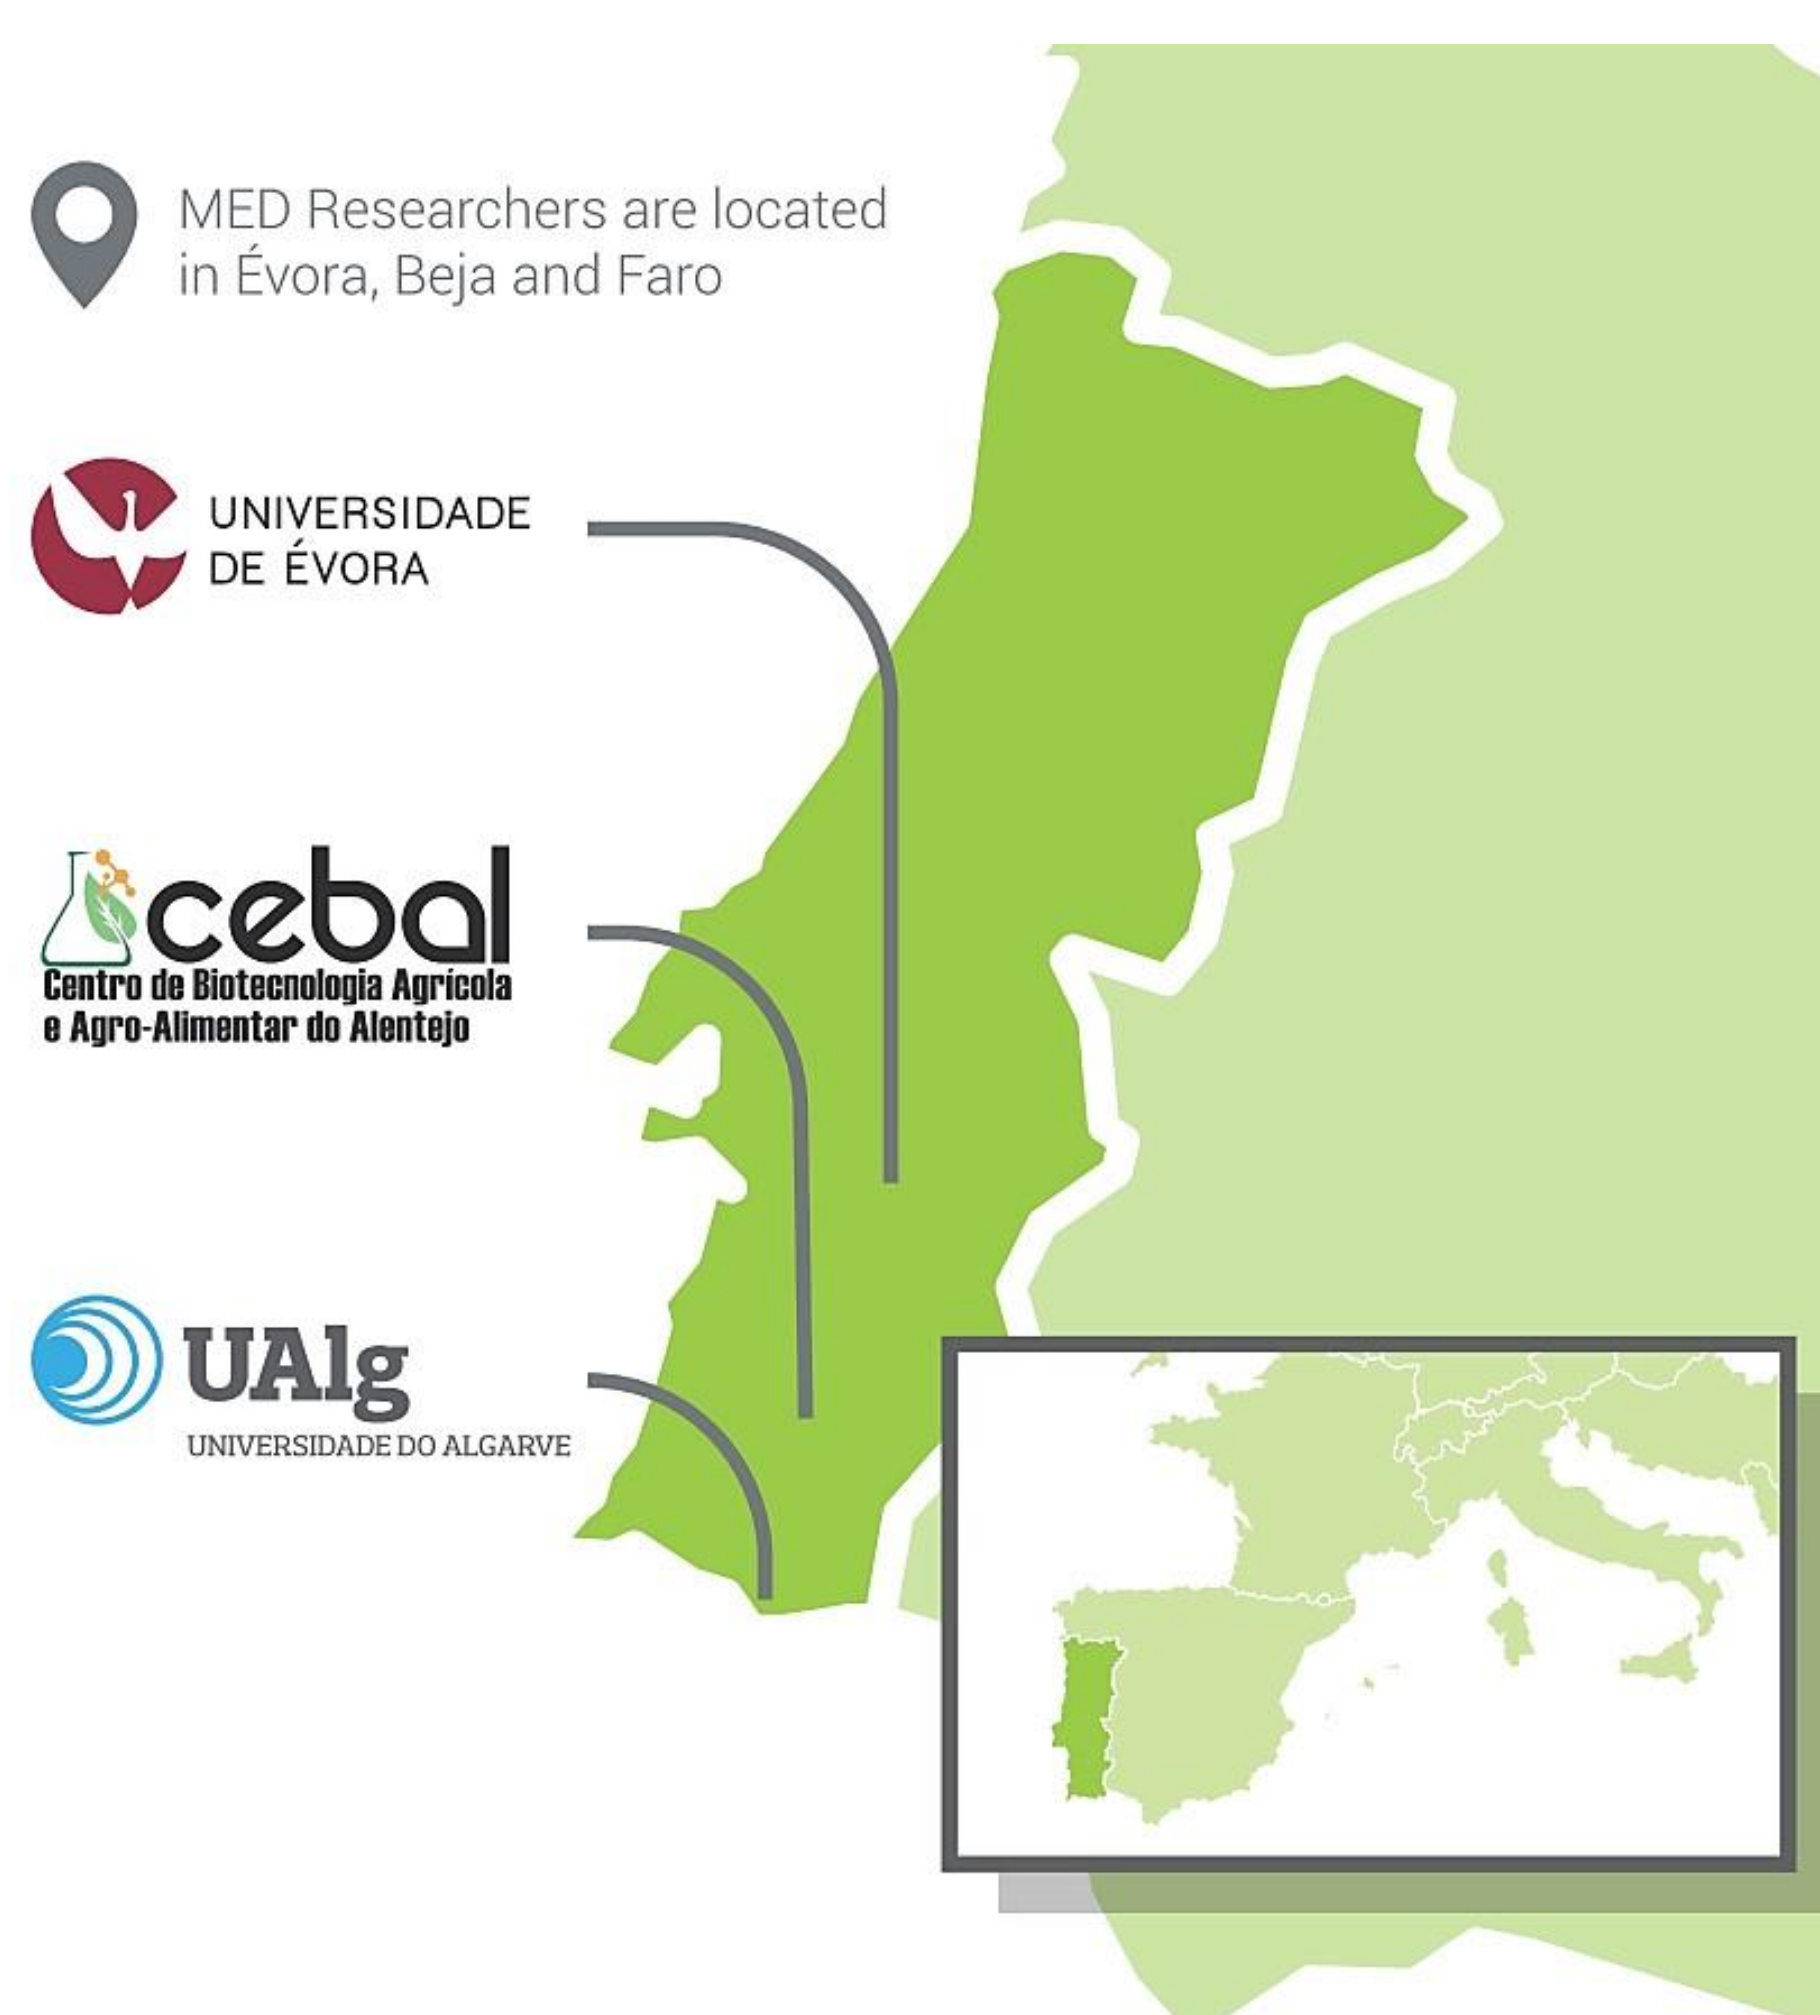 MED Researchers are located
in Évora, Beja and Faro
UNIVERSIDADE
DE ÉVORA
cebal
Centro de Biotecnologia Agrícola
e Agro-Alimentar do Alentejo
UAlg
UNIVERSIDADE DO ALGARVE